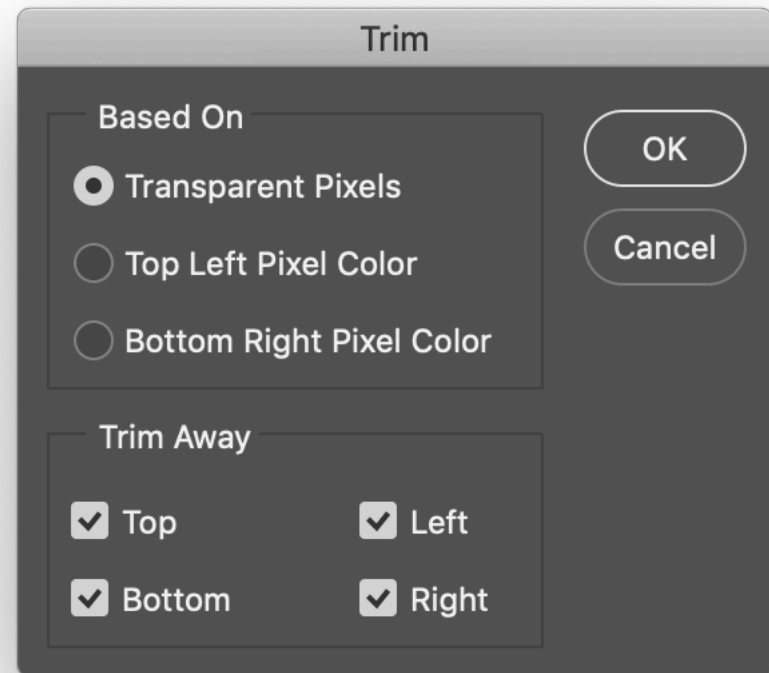 Trim
Based On
Transparent Pixels
Top Left Pixel Color
Bottom Right Pixel Color
OK
Cancel
Trim Away
Top
Left
Bottom
Right